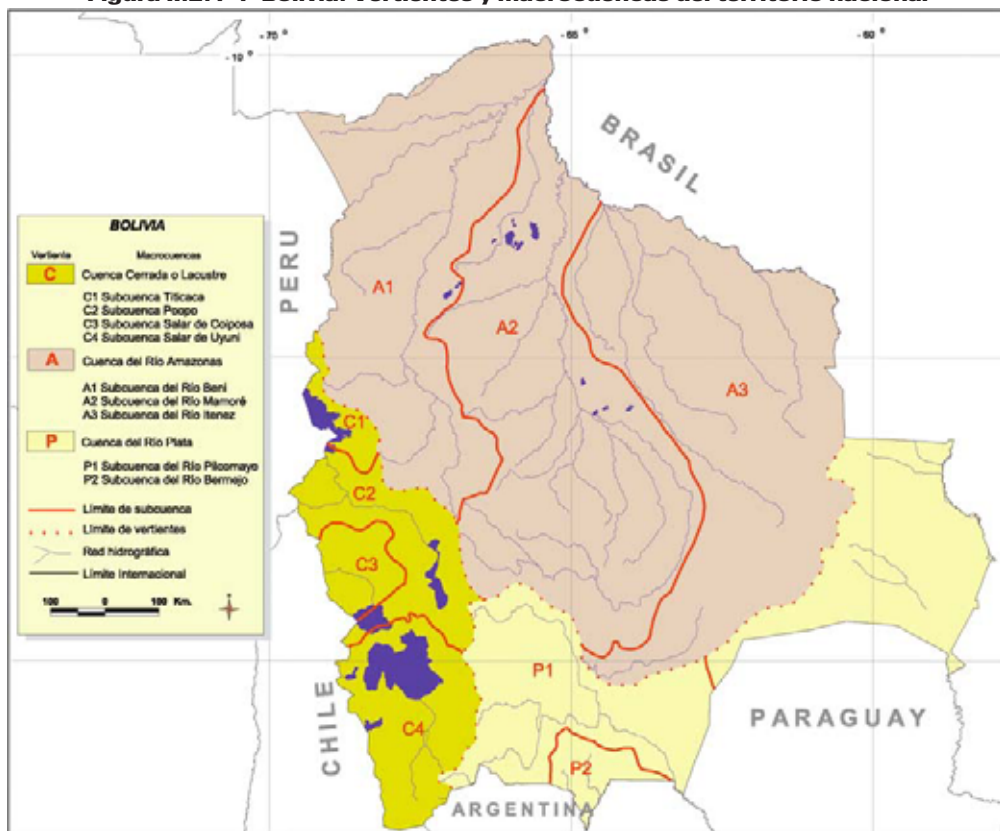 - 70 °
- 65
- 60
- 10 °
BRASIL
PERU
BOLIVIA
Vertiente Macrocuencas
C Cuenca Cerrada o Lacustre
C1 Subcuenca Titicaca
C2 Subcuenca Poopo
C3 Subcuenca Salar de Coiposa
C4 Subcuenca Salar de Uyuni
A Cuenca del Río Amazonas
A1 Subcuenca del Río Beni
A2 Subcuenca del Río Mamoré
A3 Subcuenca del Río Itenez
P Cuenca del Río Plata
P1 Subcuenca del Río Pilcomayo
P2 Subcuenca del Río Bermejo
Límite de subcuenca
Límite de vertientes
Red hidrográfica
Límite Internacional
100 0 100 Km.
A1
A2
A3
C1
C2
C3
C4
P1
P2
CHILE
PARAGUAY
ARGENTINA